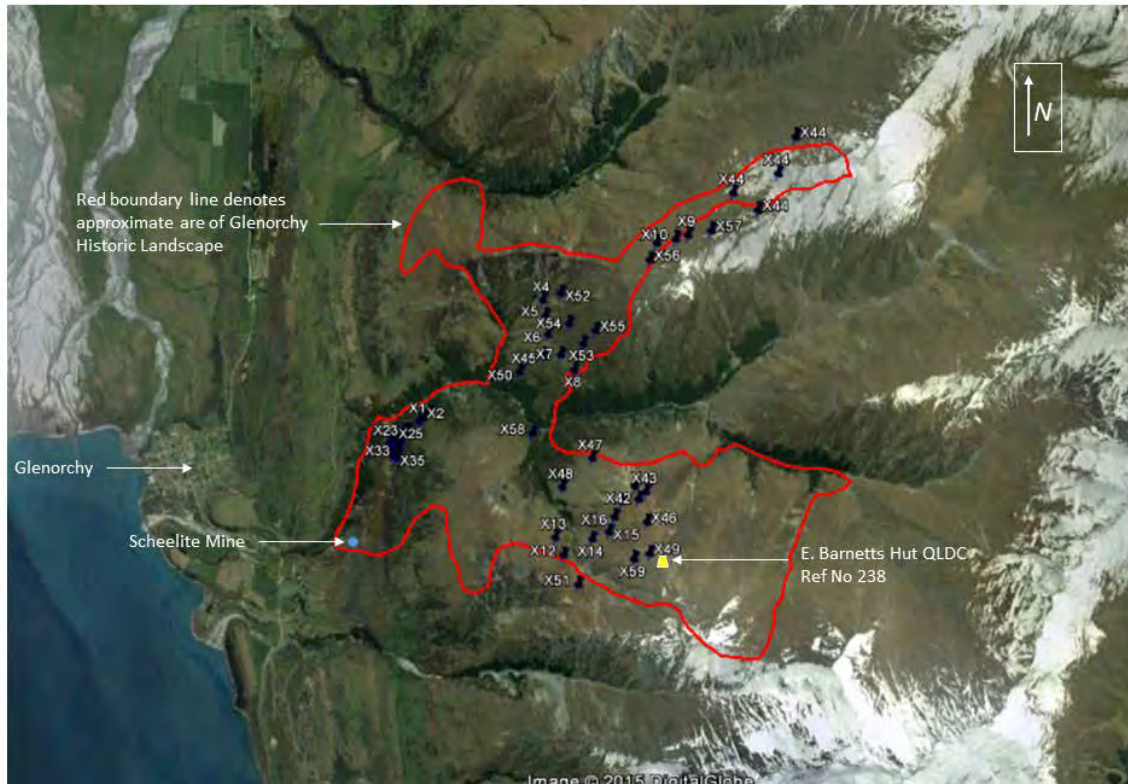 N
X44
X44
X44
X44
Red boundary line denotes
approximate are of Glenorchy
Historic Landscape
X9
X57
X10
X56
X4
X52
X5
X54
X55
X6
X7
X53
X45
X50
X8
X1
X2
X23
X25
X58
X33
X35
X47
Glenorchy
X48
X43
X42
X16
X46
X13
X15
Scheelite Mine
X12
X14
X49
X59
E. Barnetts Hut QLDC
Ref No 238
X51
Image © 2015 DigitalGlobe